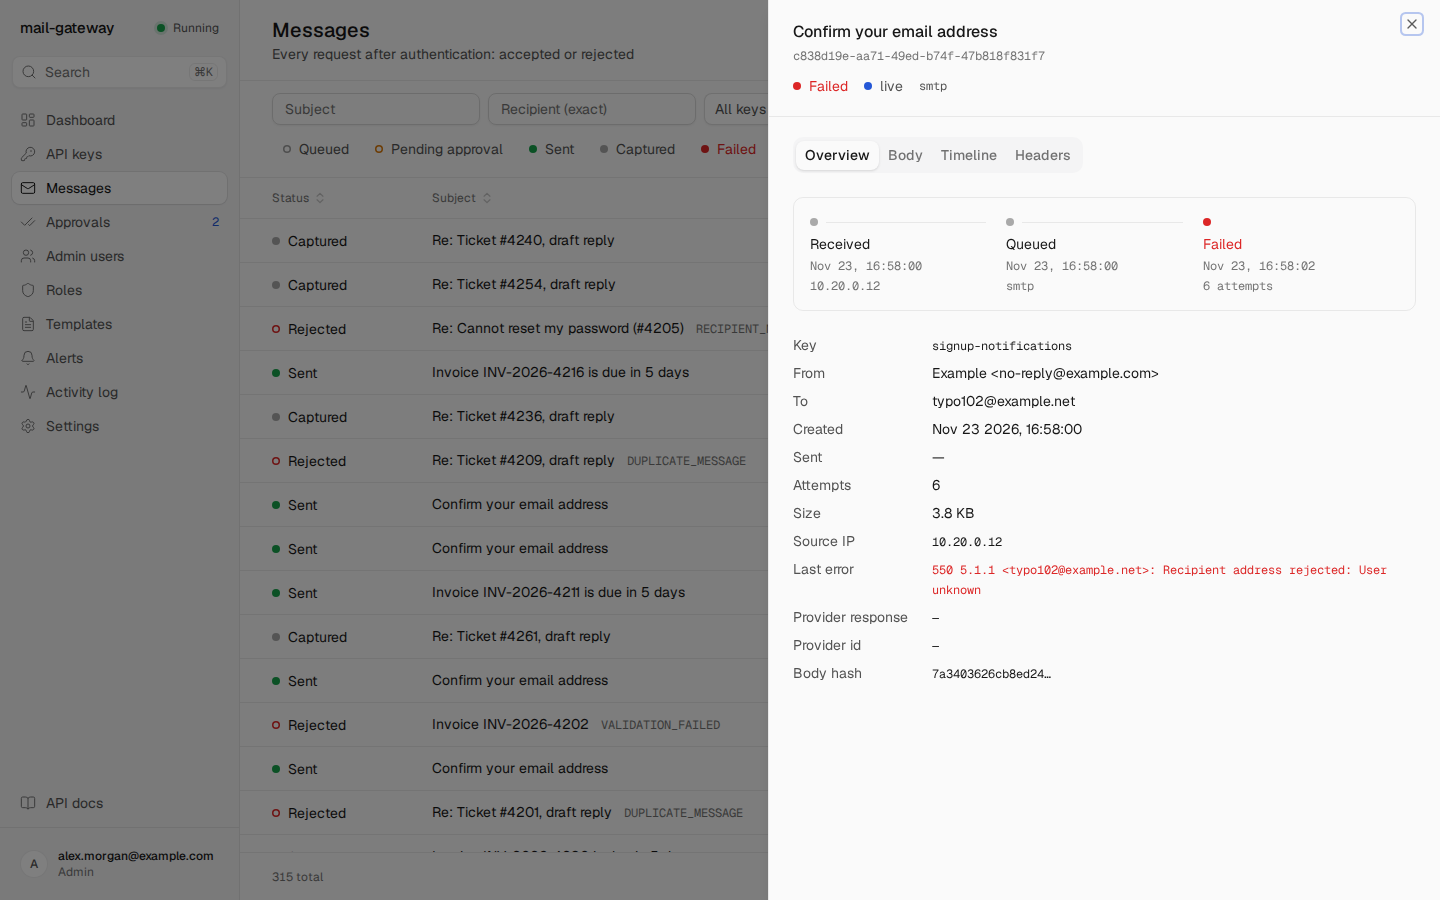 mail-gateway
Running
Search
⌘K
Dashboard
API keys
Messages
Approvals
2
Admin users
Roles
Templates
Alerts
Activity log
Settings
API docs
A
alex.morgan@example.com
Admin
Messages
Every request after authentication: accepted or rejected
Subject
Recipient (exact)
All keys
Queued
Pending approval
Sent
Captured
Failed
Status
Subject
Captured
Re: Ticket #4240, draft reply
Captured
Re: Ticket #4254, draft reply
Rejected
Re: Cannot reset my password (#4205)
Sent
Invoice INV-2026-4216 is due in 5 days
Captured
Re: Ticket #4236, draft reply
Rejected
Re: Ticket #4209, draft reply DUPLICATE_MESSAGE
Sent
Confirm your email address
Sent
Confirm your email address
Sent
Invoice INV-2026-4211 is due in 5 days
Captured
Re: Ticket #4261, draft reply
Sent
Confirm your email address
Rejected
Invoice INV-2026-4202 VALIDATION_FAILED
Sent
Confirm your email address
Rejected
Re: Ticket #4201, draft reply DUPLICATE_MESSAGE
315 total
Confirm your email address
c838d19e-aa71-49ed-b74f-47b818f831f7
Failed
live
smtp
Overview
Body
Timeline
Headers
Received
Nov 23, 16:58:00
10.20.0.12
Queued
Nov 23, 16:58:00
smtp
Failed
Nov 23, 16:58:02
6 attempts
Key
signup-notifications
From
Example <no-reply@example.com>
To
typo102@example.net
Created
Nov 23 2026, 16:58:00
Sent
—
Attempts
6
Size
3.8 KB
Source IP
10.20.0.12
Last error
550 5.1.1 <typo102@example.net>: Recipient address rejected: User
unknown
Provider response
–
Provider id
–
Body hash
7a3403626cb8ed24…